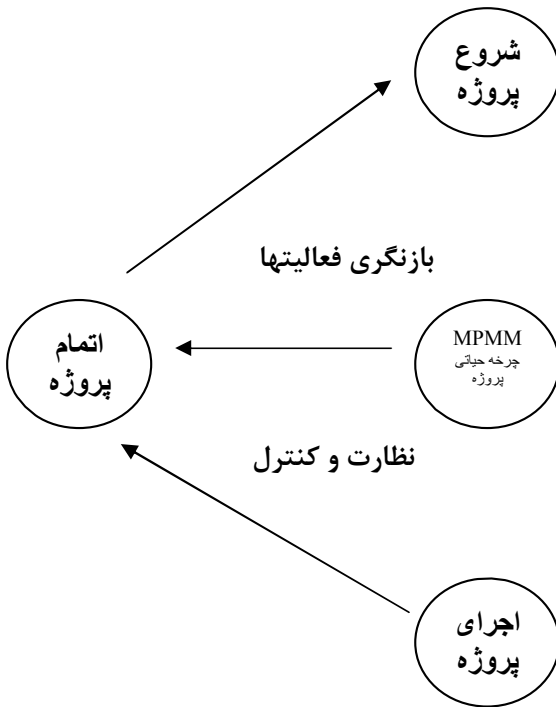 شروع
پروژه
بازنگری فعالیتها
اتمام
پروژه
MPMM
چرخه حیاتی
پروژه
نظارت و کنترل
اجرای
پروژه